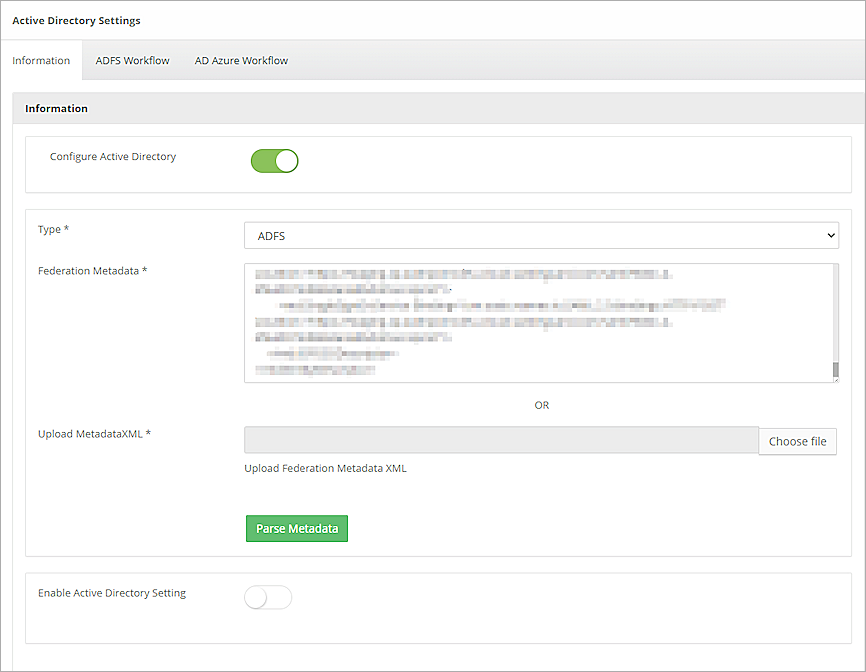 Active Directory Settings
Information ADFS Workflow AD Azure Workflow
Information
Configure Active Directory
Type *
ADFS
Federation Metadata *
OR
Upload MetadataXML *
Choose file
Upload Federation Metadata XML
Parse Metadata
Enable Active Directory Setting